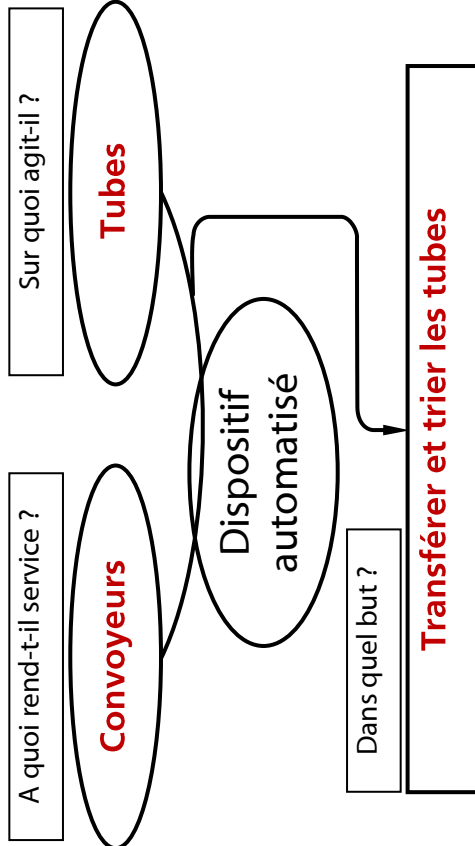 A quoi rend-t-il service ?
Sur quoi agit-il ?
Convoyeurs
Tubes
Dispositif
automatisé
Dans quel but ?
Transférer et trier les tubes